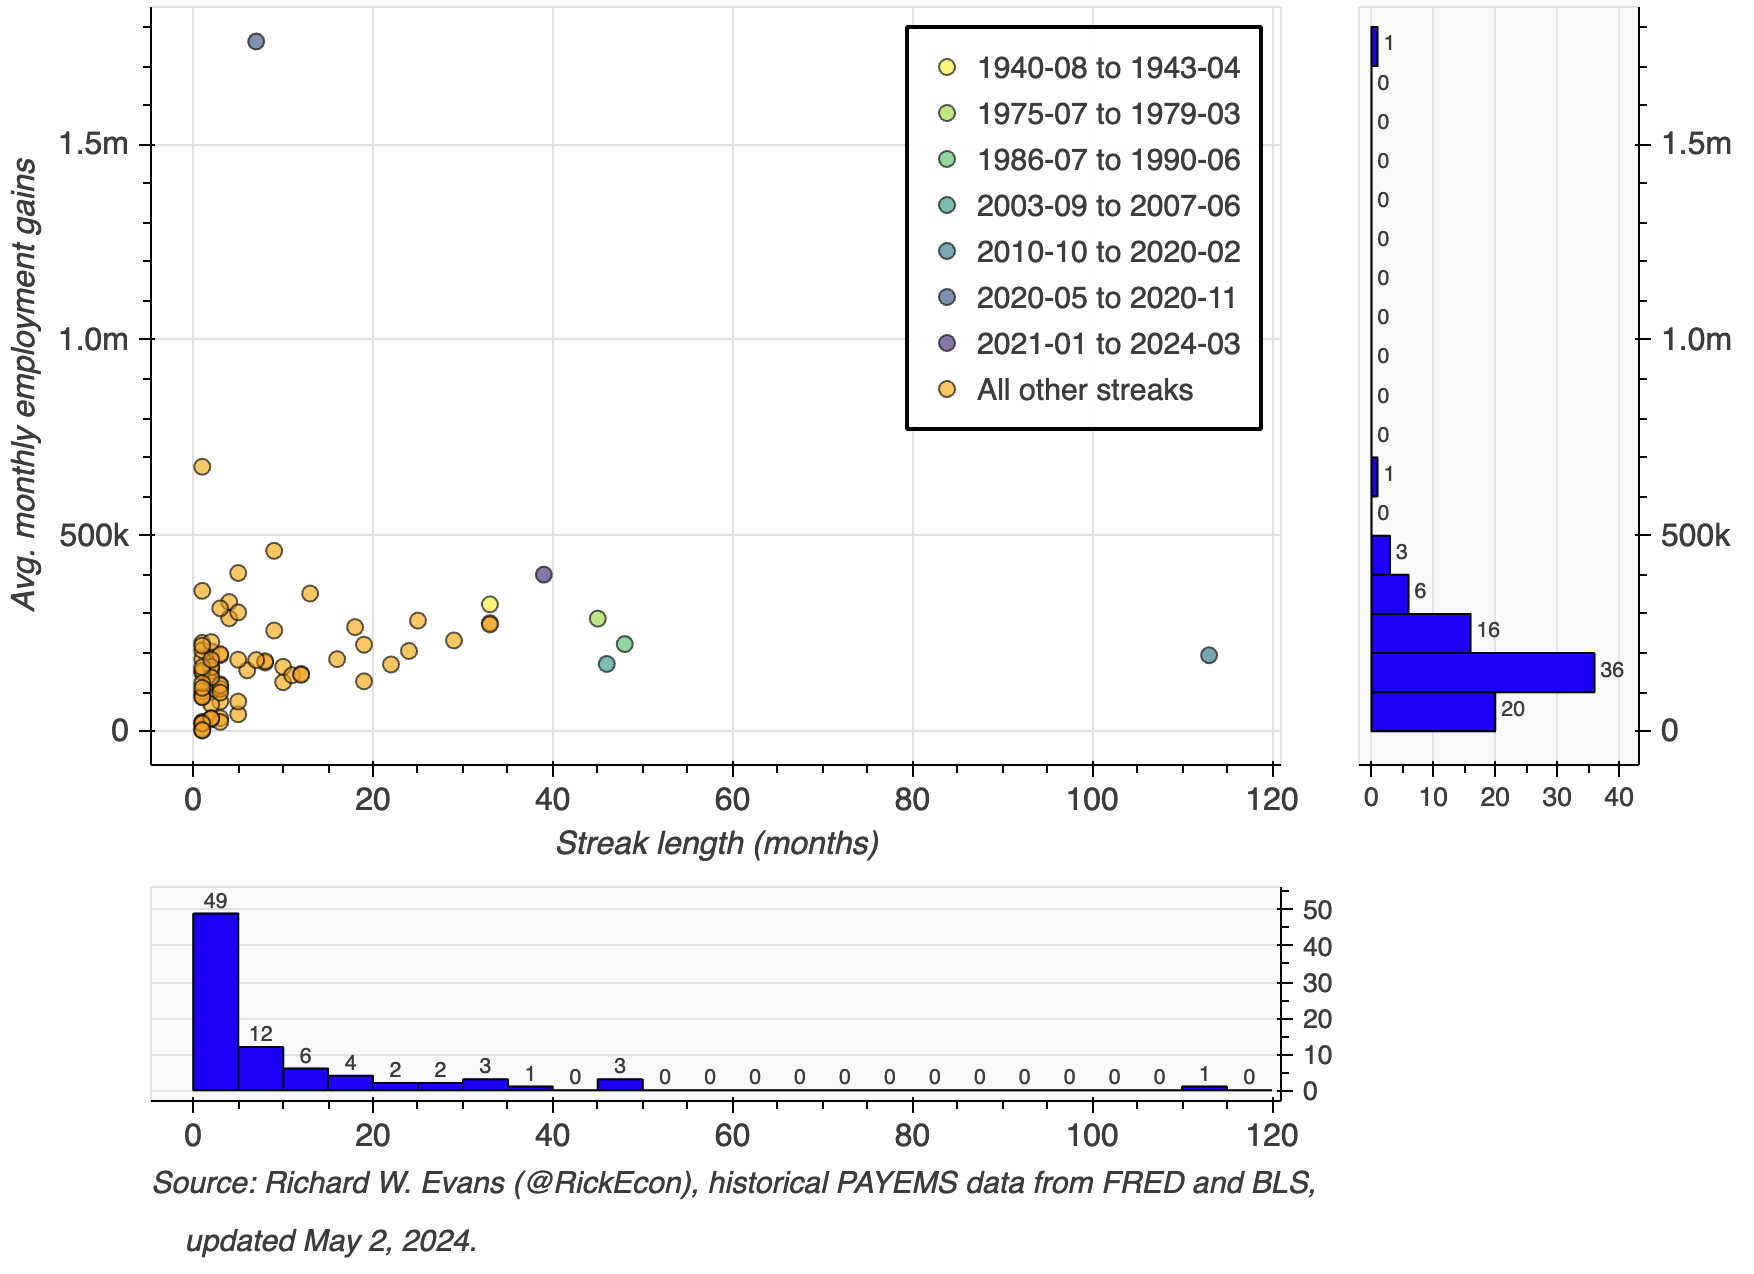 Avg. monthly employment gains
1.5m
1.0m
500k
0
0 20 40 60 80 100 120
Streak length (months)
1940-08 to 1943-04
1975-07 to 1979-03
1986-07 to 1990-06
2003-09 to 2007-06
2010-10 to 2020-02
2020-05 to 2020-11
2021-01 to 2024-03
All other streaks
1
0
0
0
0
0
0
0
0
0
0
1
0
3
6
16
36
20
1.5m
1.0m
500k
0
0 10 20 30 40
49 12 6 4 2 2 3 1 0 3 0 0 0 0 0 0 0 0 0 0 0 0 1 0
50
40
30
20
10
0
0 20 40 60 80 100 120
Source: Richard W. Evans (@RickEcon), historical PAYEMS data from FRED and BLS,
updated May 2, 2024.